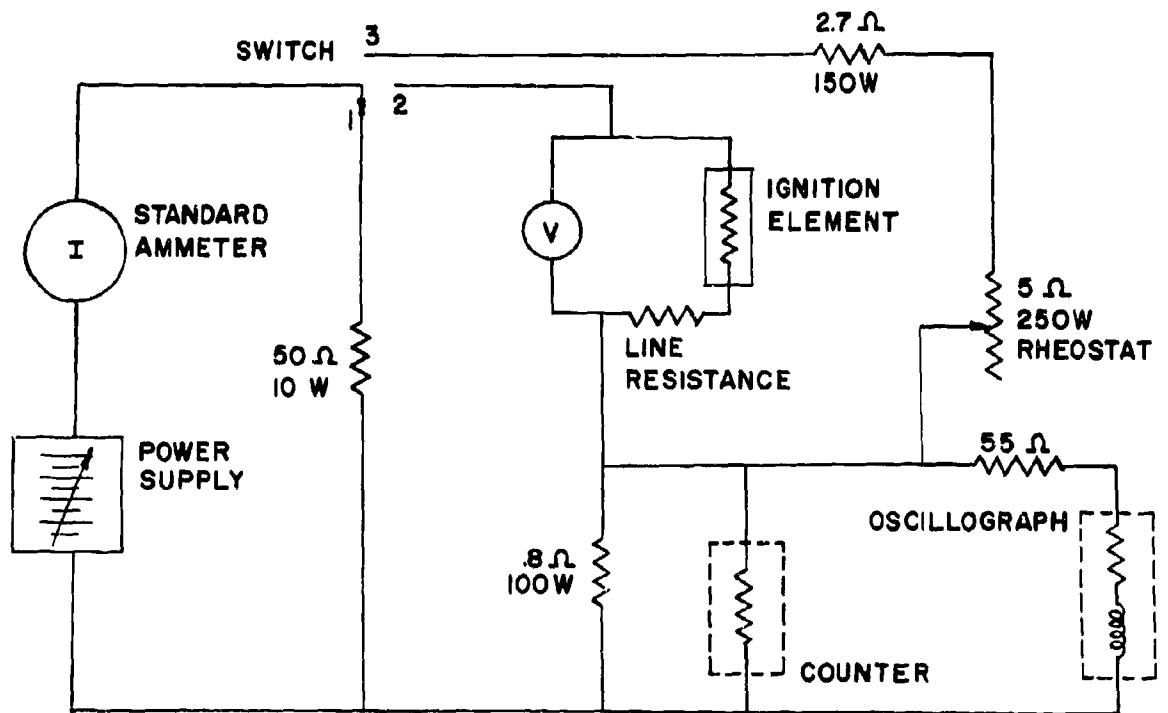 2.7 Ω
150W
SWITCH
3
1
2
STANDARD
AMMETER
I
V
IGNITION
ELEMENT
5 Ω
250W
RHEOSTAT
50 Ω
10 W
LINE
RESISTANCE
POWER
SUPPLY
55 Ω
OSCILLOGRAPH
.8 Ω
100W
COUNTER